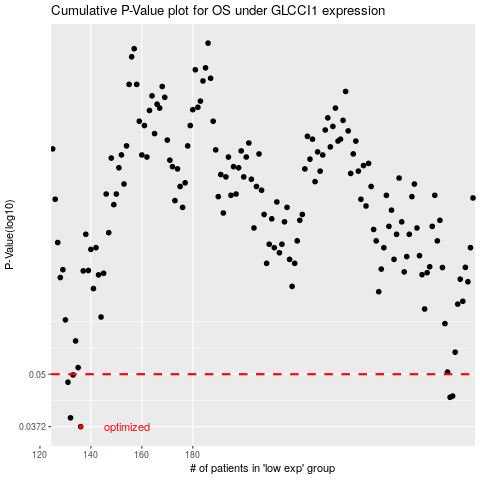 Cumulative P-Value plot for OS under GLCCI1 expression
P-Value(log10)
0.05
0.0372
optimized
120 140 160 180
# of patients in 'low exp' group